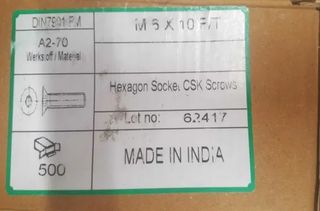 DIN7991 P.M
M 6 X 10 F/T
A2-70
Werkstoff / Material
Hexagon Socket CSK Screws
Lot no: 62417
500
MADE IN INDIA